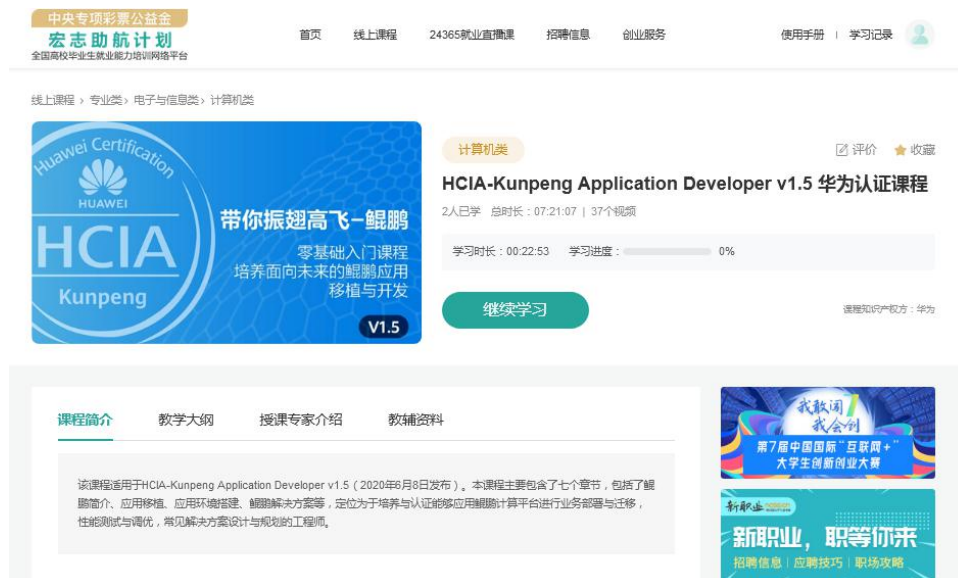 中央专项彩票公益金
宏志助航计划
全国高校毕业生就业能力培训网络平台
首页 线上课程 24365就业直播课 招聘信息 创业服务 使用手册 | 学习记录
线上课程 › 专业类 › 电子与信息类 › 计算机类
Huawei Certification
HUAWEI
HCIA
Kunpeng
带你振翅高飞-鲲鹏
零基础入门课程
培养面向未来的鲲鹏应用
移植与开发
V1.5
计算机类
评价 收藏
HCIA-Kunpeng Application Developer v1.5 华为认证课程
2人已学 总时长：07:21:07 | 37个视频
学习时长：00:22:53 学习进度： 0%
继续学习
课程知识产权方：华为
课程简介 教学大纲 授课专家介绍 教辅资料
该课程适用于HCIA-Kunpeng Application Developer v1.5（2020年6月8日发布）。本课程主要包含了七个章节，包括了鲲
鹏简介、应用移植、应用环境搭建、鲲鹏解决方案等，定位为于培养与认证能够应用鲲鹏计算平台进行业务部署与迁移，
性能测试与调优，常见解决方案设计与规划的工程师。
我敢闯
我会创
第7届中国国际“互联网+”
大学生创新创业大赛
新职业
新职业，职等你来
招聘信息 | 应聘技巧 | 职场攻略